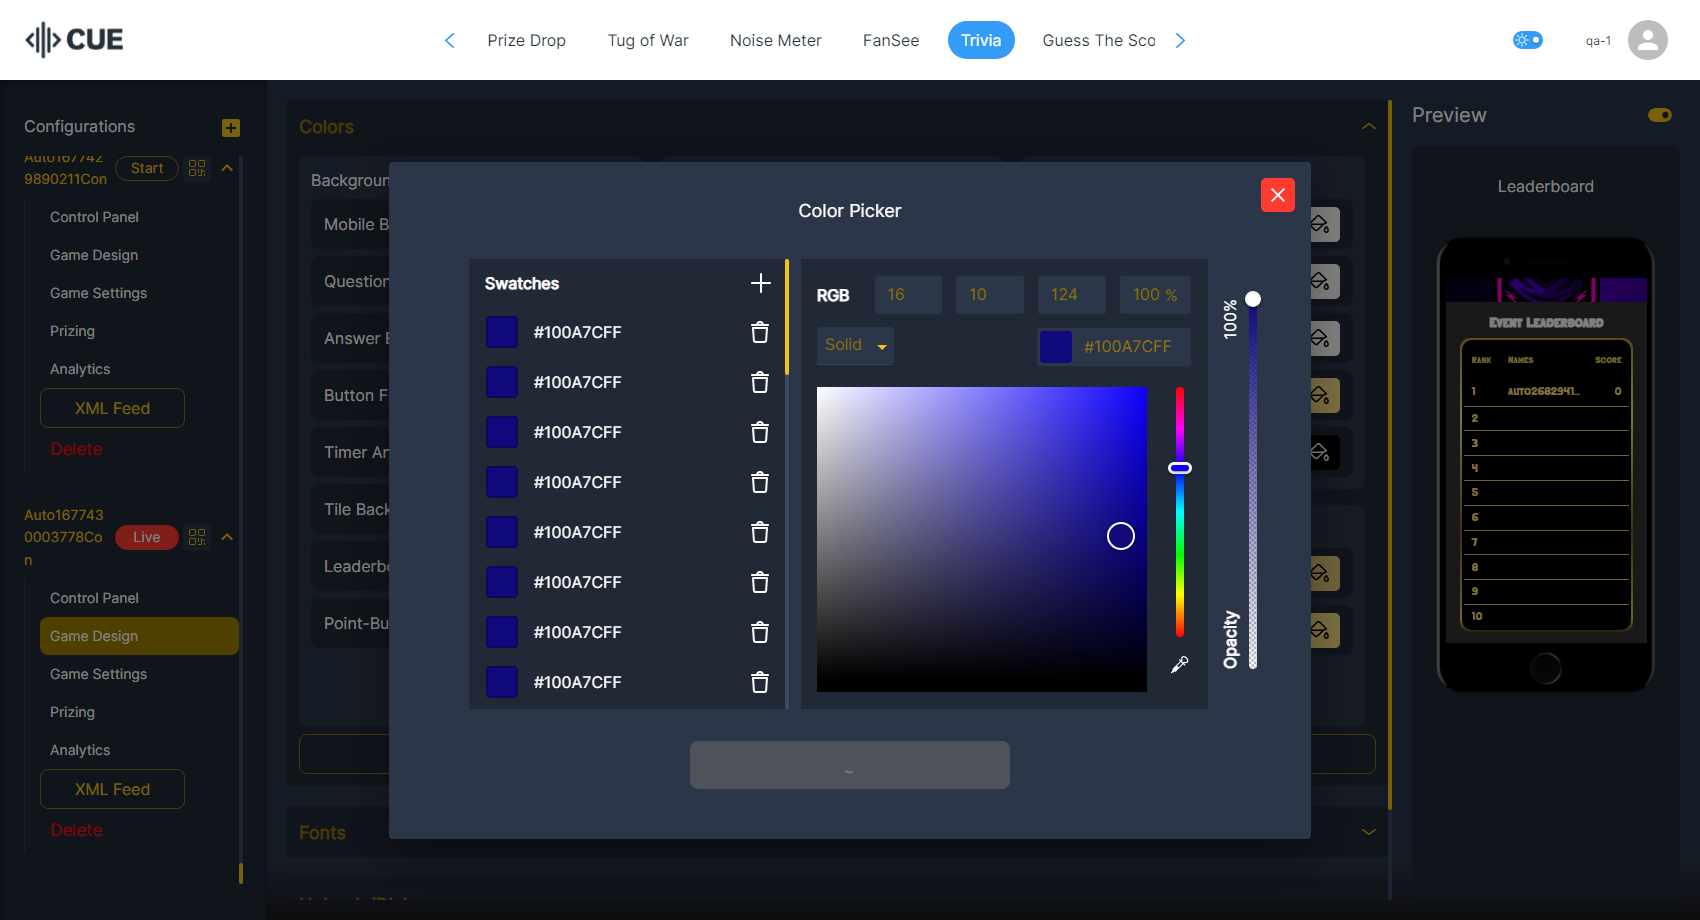 CUE
Prize Drop
Tug of War
Noise Meter
FanSee
Trivia
Guess The Sco
qa-1
Configurations
Auto167742
9890211Con
Start
Control Panel
Game Design
Game Settings
Prizing
Analytics
XML Feed
Delete
Auto167743
0003778Co
n
Live
Control Panel
Game Design
Game Settings
Prizing
Analytics
XML Feed
Delete
Colors
Backgroun
Mobile B
Question
Answer
Button F
Timer An
Tile Back
Leaderb
Point-Bu
Fonts
Color Picker
Swatches
#100A7CFF
#100A7CFF
#100A7CFF
#100A7CFF
#100A7CFF
#100A7CFF
#100A7CFF
#100A7CFF
RGB
16
10
124
100 %
Solid
#100A7CFF
100%
Opacity
Preview
Leaderboard
Event Leaderboard
Rank Names Score
1 Auto2682941... 0
2
3
4
5
6
7
8
9
10